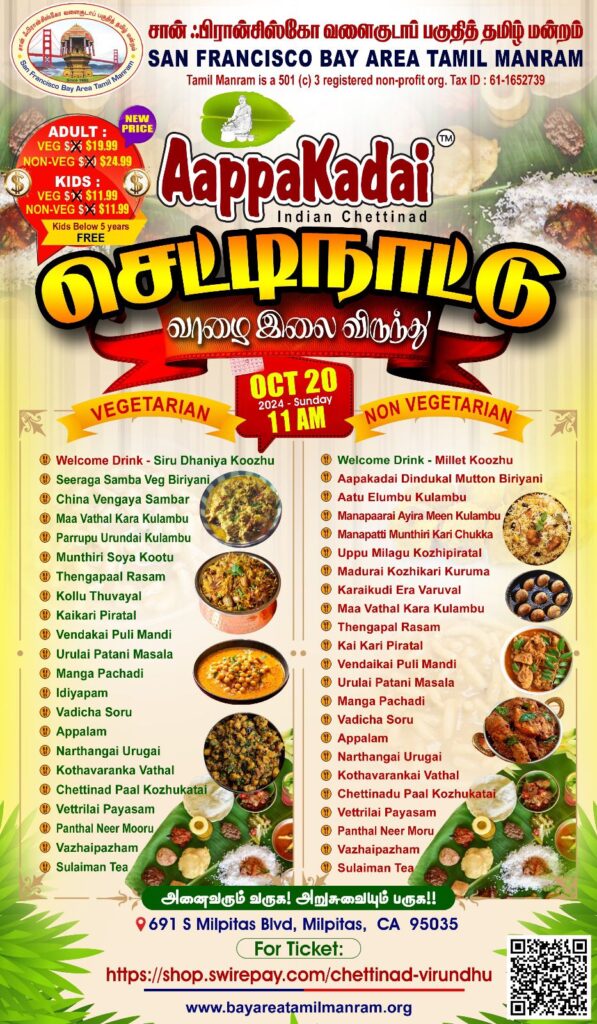 சான் ஃபிரான்சிஸ்கோ வளைகுடாப் பகுதித் தமிழ் மன்றம்
SAN FRANCISCO BAY AREA TAMIL MANRAM
Tamil Manram is a 501 (c) 3 registered non-profit org. Tax ID : 61-1652739
San Francisco Bay Area Tamil Manram
NEW PRICE
ADULT :
VEG $ $19.99
NON-VEG $ $24.99
KIDS :
VEG $ $11.99
NON-VEG $ $11.99
Kids Below 5 years
FREE
AappaKadai TM
Indian Chettinad
செட்டிநாட்டு
வாழை இலை விருந்து
OCT 20
2024 - Sunday
11 AM
VEGETARIAN
Welcome Drink - Siru Dhaniya Koozhu
Seeraga Samba Veg Biriyani
China Vengaya Sambar
Maa Vathal Kara Kulambu
Parrupu Urundai Kulambu
Munthiri Soya Kootu
Thengapaal Rasam
Kollu Thuvayal
Kaikari Piratal
Vendakai Puli Mandi
Urulai Patani Masala
Manga Pachadi
Idiyapam
Vadicha Soru
Appalam
Narthangai Urugai
Kothavaranka Vathal
Chettinad Paal Kozhukatai
Vettrilai Payasam
Panthal Neer Mooru
Vazhaipazham
Sulaiman Tea
NON VEGETARIAN
Welcome Drink - Millet Koozhu
Aapakadai Dindukal Mutton Biriyani
Aatu Elumbu Kulambu
Manapaarai Ayira Meen Kulambu
Manapatti Munthiri Kari Chukka
Uppu Milagu Kozhipiratal
Madurai Kozhikari Kuruma
Karaikudi Era Varuval
Maa Vathal Kara Kulambu
Thengapal Rasam
Kai Kari Piratal
Vendaikai Puli Mandi
Urulai Patani Masala
Manga Pachadi
Vadicha Soru
Appalam
Narthangai Urugai
Kothavarankai Vathal
Chettinadu Paal Kozhukatai
Vettrilai Payasam
Panthal Neer Moru
Vazhaipazham
Sulaiman Tea
அனைவரும் வருக! அறுசுவையும் பருக!!
691 S Milpitas Blvd, Milpitas, CA 95035
For Ticket:
https://shop.swirepay.com/chettinad-virundhu
www.bayareatamilmanram.org